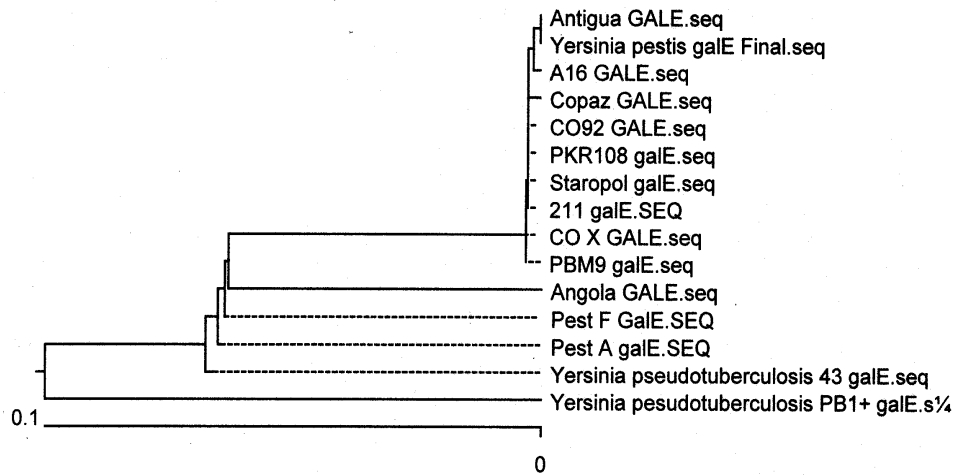 Antigua GALE.seq
Yersinia pestis galE Final.seq
A16 GALE.seq
Copaz GALE.seq
CO92 GALE.seq
PKR108 galE.seq
Staropol galE.seq
211 galE.SEQ
CO X GALE.seq
PBM9 galE.seq
Angola GALE.seq
Pest F GalE.SEQ
Pest A galE.SEQ
Yersinia pseudotuberculosis 43 galE.seq
Yersinia pesudotuberculosis PB1+ galE.s¼
0.1
0